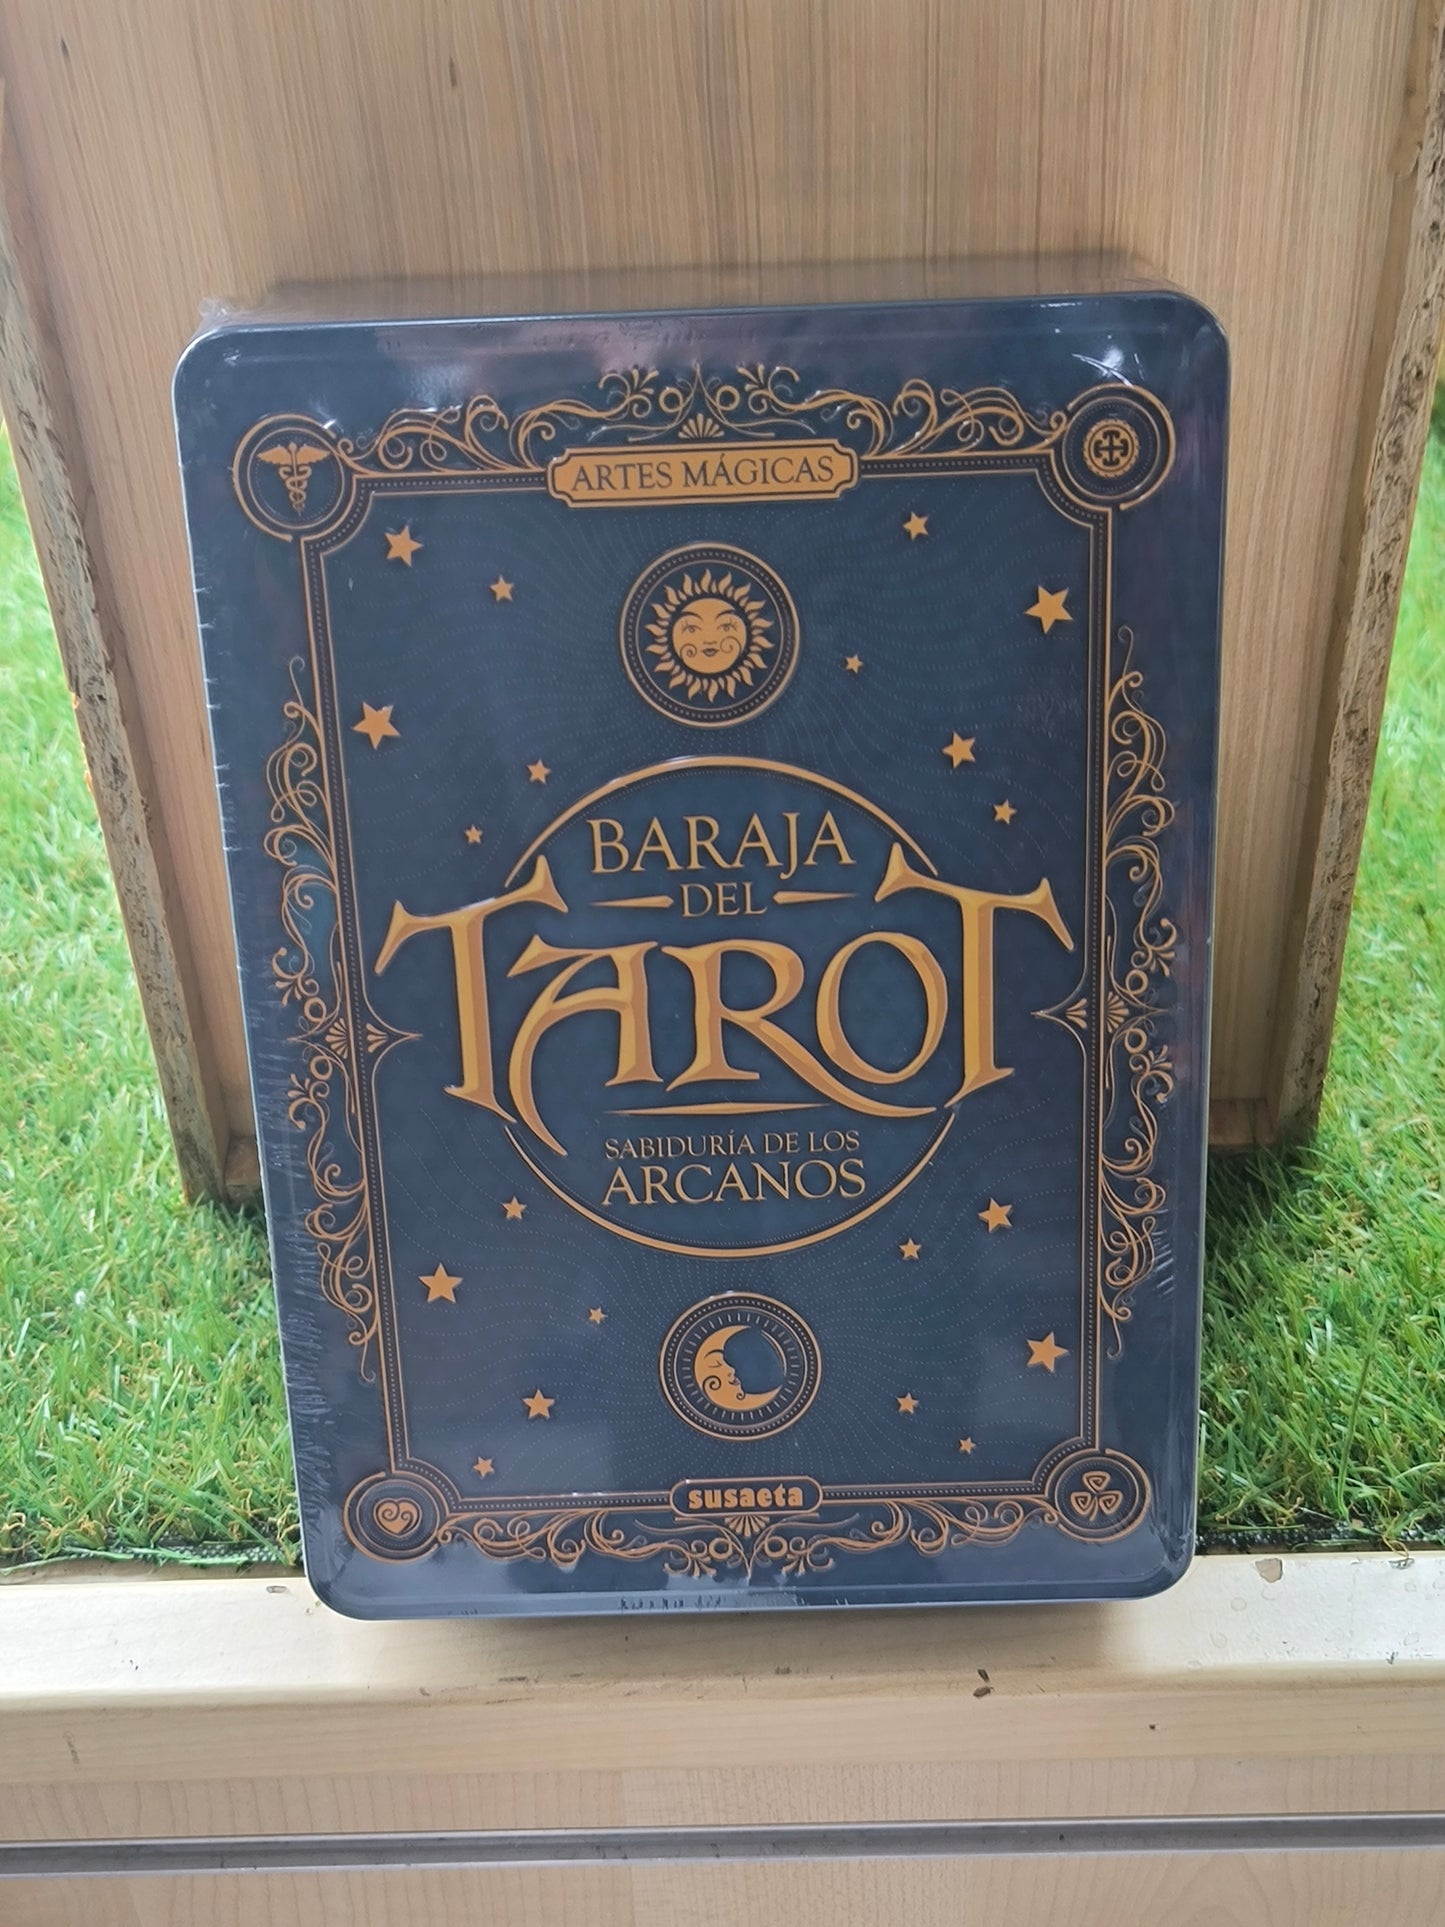 ARTES MÁGICAS
BARAJA
DEL
TAROT
SABIDURÍA DE LOS
ARCANOS
susaeta